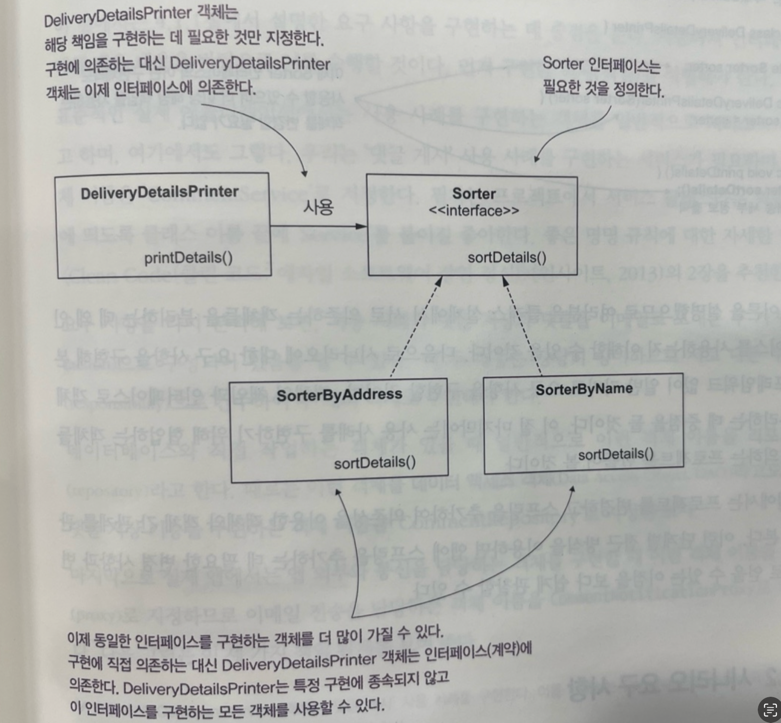 DeliveryDetailsPrinter 객체는
해당 책임을 구현하는 데 필요한 것만 지정한다.
구현에 의존하는 대신 DeliveryDetailsPrinter
객체는 이제 인터페이스에 의존한다.
Sorter 인터페이스는
필요한 것을 정의한다.
DeliveryDetailsPrinter
printDetails()
사용
Sorter
<<interface>>
sortDetails()
SorterByAddress
sortDetails()
SorterByName
sortDetails()
이제 동일한 인터페이스를 구현하는 객체를 더 많이 가질 수 있다.
구현에 직접 의존하는 대신 DeliveryDetailsPrinter 객체는 인터페이스(계약)에
의존한다. DeliveryDetailsPrinter는 특정 구현에 종속되지 않고
이 인터페이스를 구현하는 모든 객체를 사용할 수 있다.